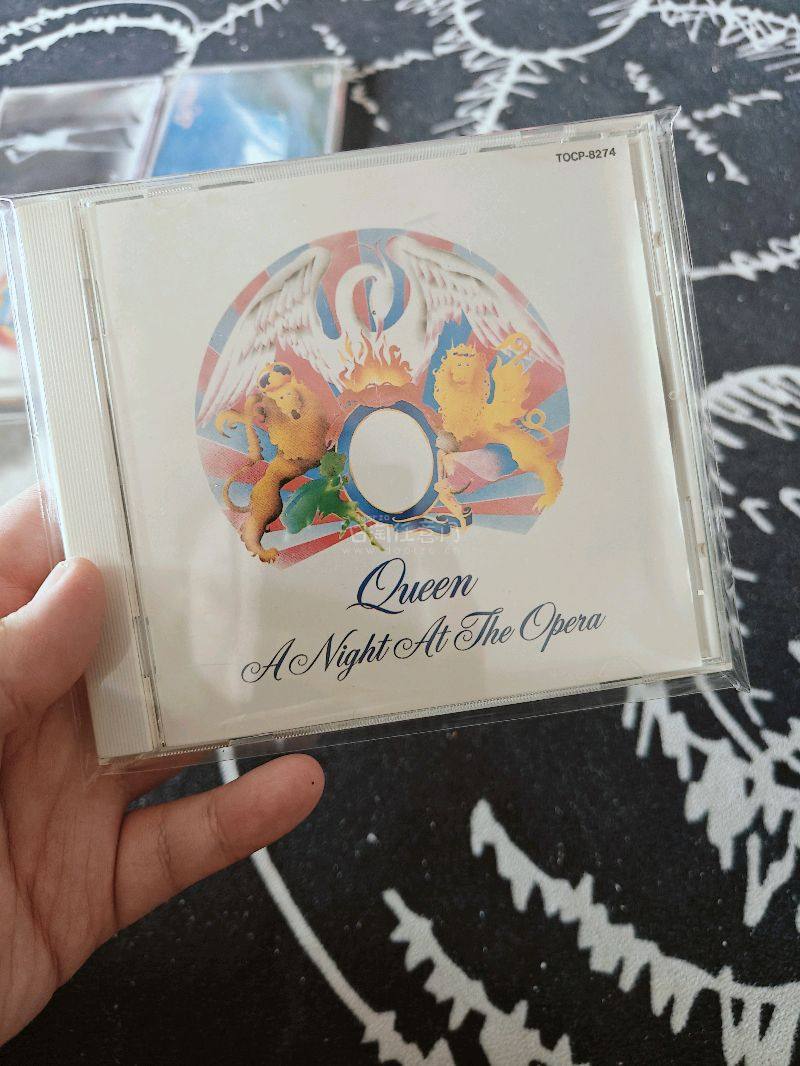 TOCP-8274
Queen
A Night At The Opera